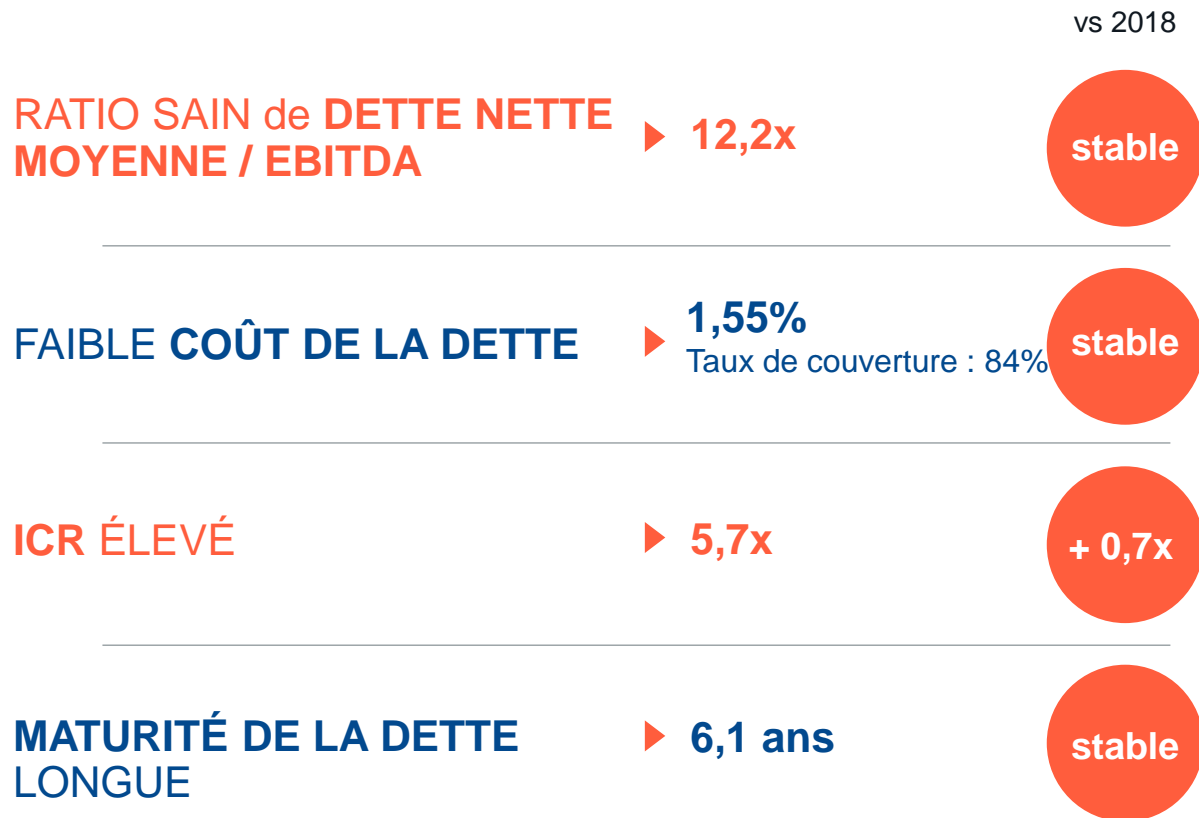 vs 2018
RATIO SAIN de DETTE NETTE
MOYENNE / EBITDA
12,2x
stable
FAIBLE COÛT DE LA DETTE
1,55%
Taux de couverture : 84%
stable
ICR ÉLEVÉ
5,7x
+ 0,7x
MATURITÉ DE LA DETTE
LONGUE
6,1 ans
stable